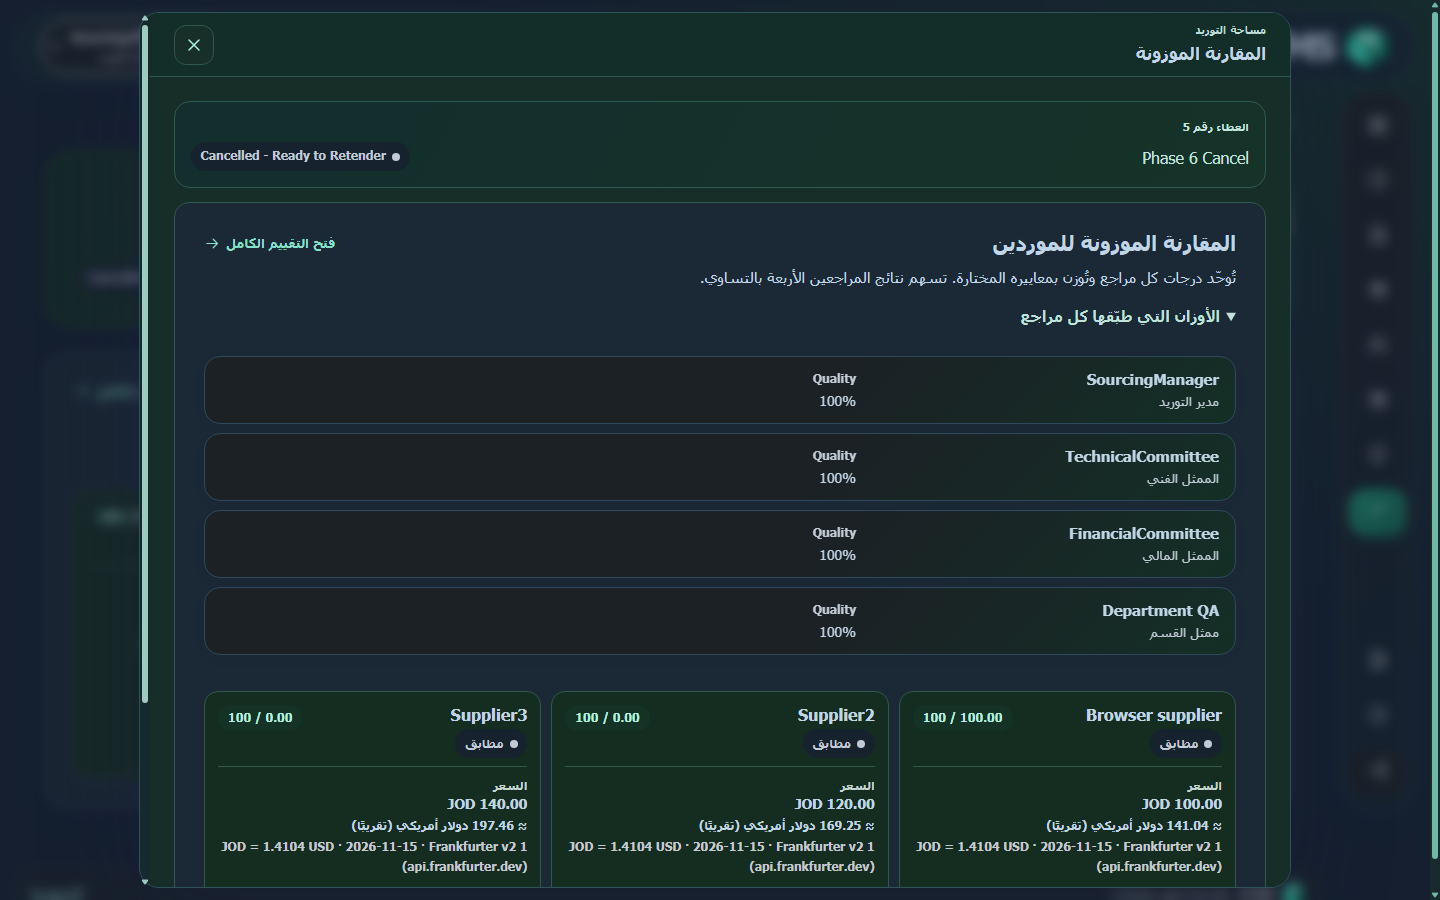 مساحة التوريد
المقارنة الموزونة
العطاء رقم 5
Phase 6 Cancel
Cancelled - Ready to Retender
المقارنة الموزونة للموردين
فتح التقييم الكامل →
تُوحّد درجات كل مراجع وتُوزن بمعاييره المختارة. تسهم نتائج المراجعين الأربعة بالتساوي.
▼ الأوزان التي طبّقها كل مراجع
SourcingManager
مدير التوريد
Quality
100%
TechnicalCommittee
الممثل الفني
Quality
100%
FinancialCommittee
الممثل المالي
Quality
100%
Department QA
ممثل القسم
Quality
100%
Browser supplier
100 / 100.00
مطابق
السعر
JOD 100.00
≈ 141.04 دولار أمريكي (تقريبًا)
JOD = 1.4104 USD · 2026-11-15 · Frankfurter v2 1
(api.frankfurter.dev)
Supplier2
100 / 0.00
مطابق
السعر
JOD 120.00
≈ 169.25 دولار أمريكي (تقريبًا)
JOD = 1.4104 USD · 2026-11-15 · Frankfurter v2 1
(api.frankfurter.dev)
Supplier3
100 / 0.00
مطابق
السعر
JOD 140.00
≈ 197.46 دولار أمريكي (تقريبًا)
JOD = 1.4104 USD · 2026-11-15 · Frankfurter v2 1
(api.frankfurter.dev)